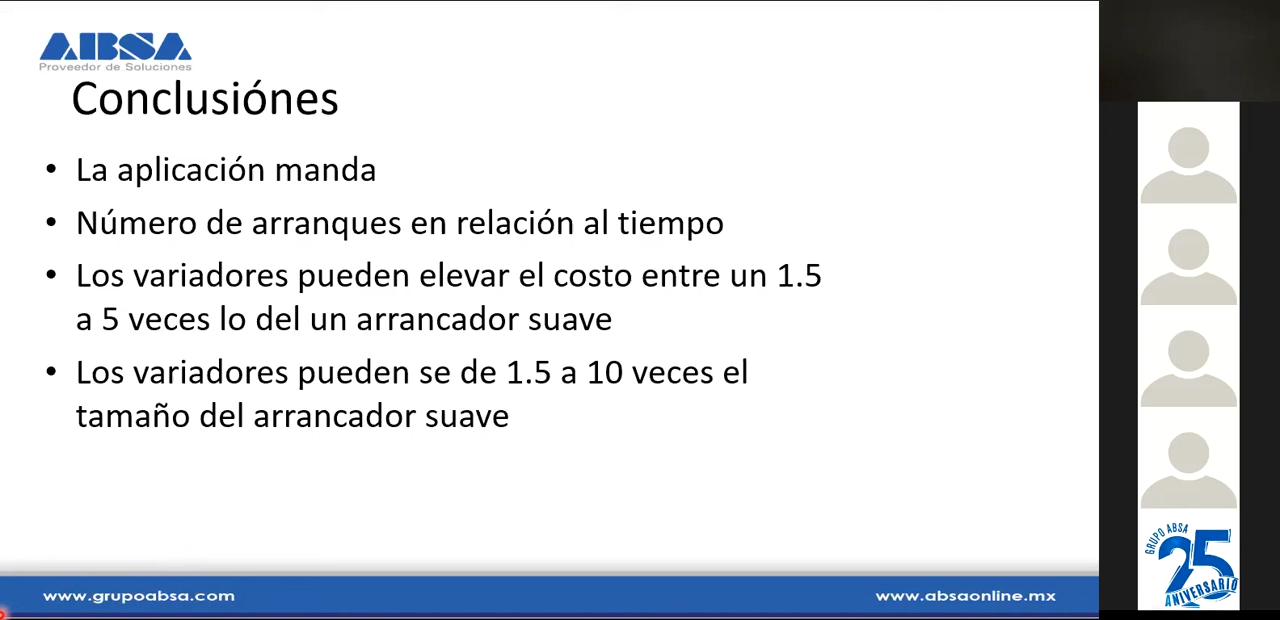 ABSA
Proveedor de Soluciones
Conclusiónes
• La aplicación manda
• Número de arranques en relación al tiempo
• Los variadores pueden elevar el costo entre un 1.5
a 5 veces lo del un arrancador suave
• Los variadores pueden se de 1.5 a 10 veces el
tamaño del arrancador suave
GRUPO ABSA
25
ANIVERSARIO
www.grupoabsa.com
www.absaonline.mx